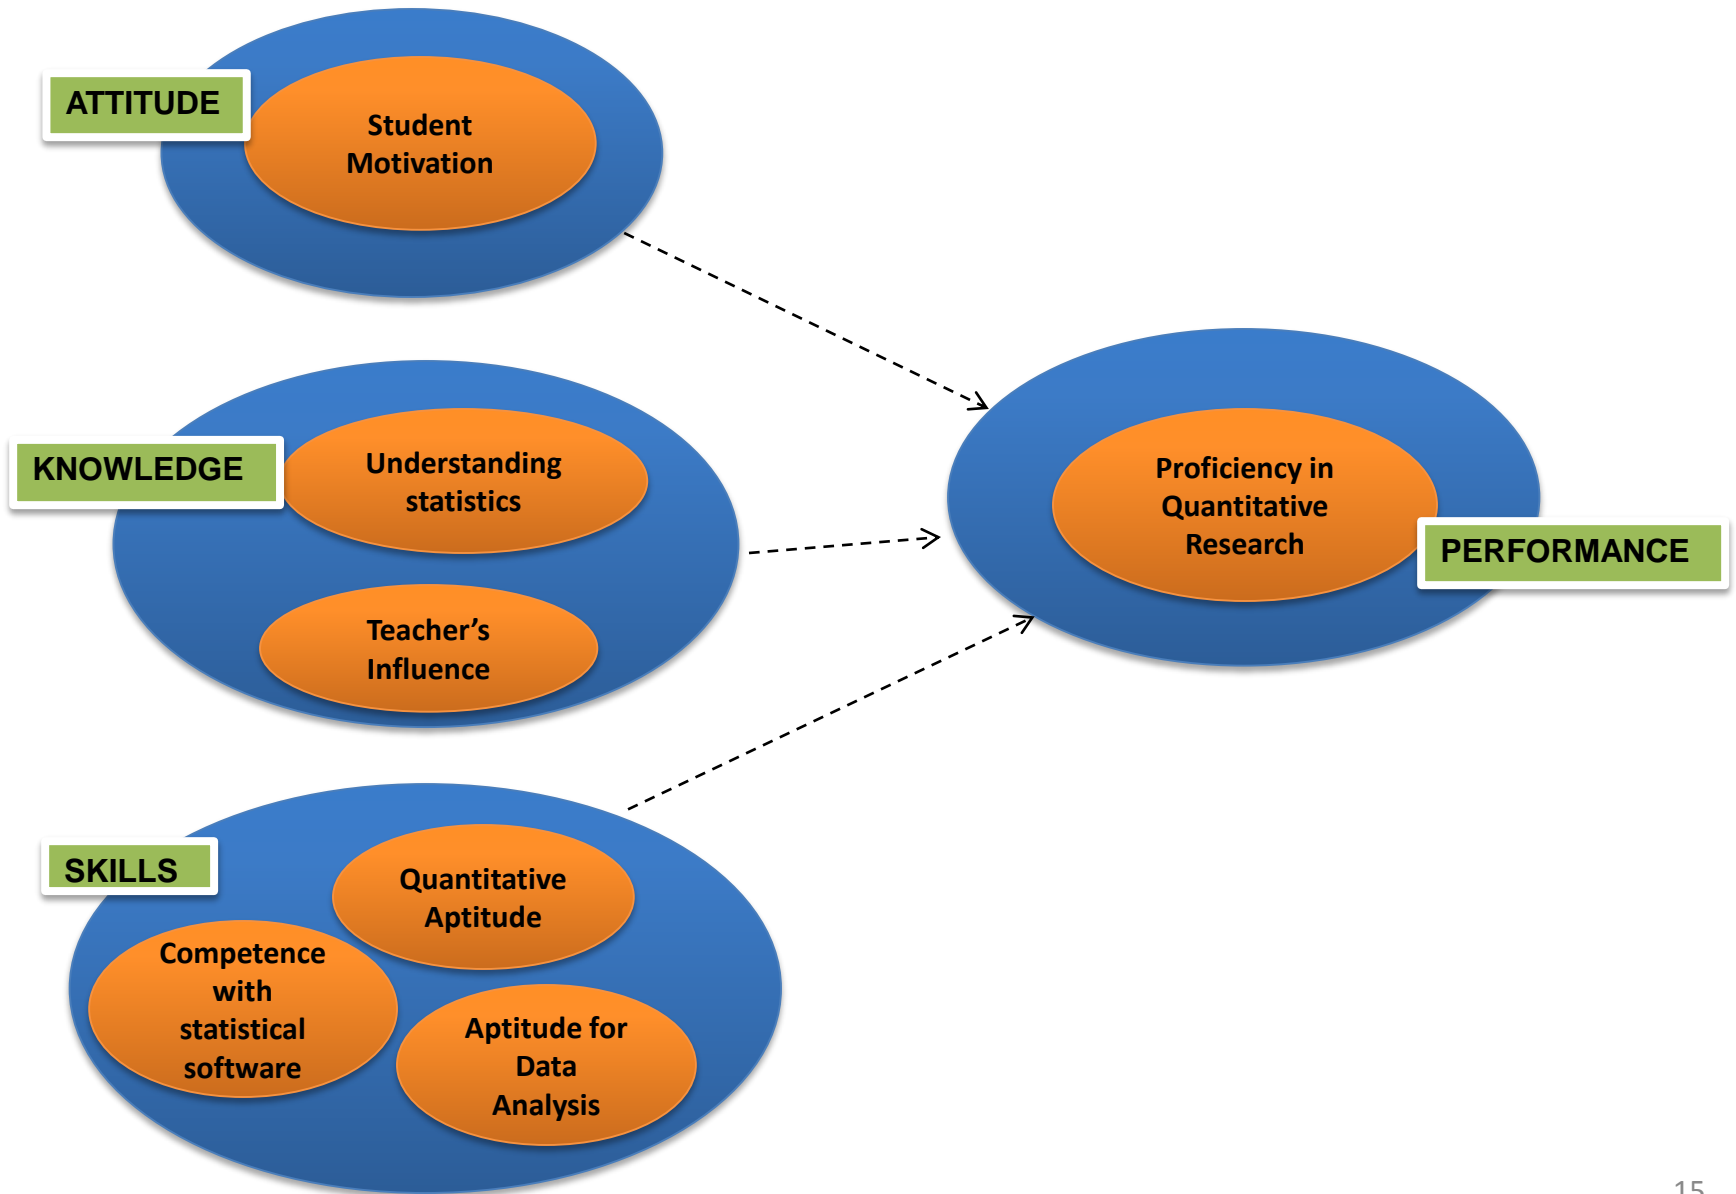 ATTITUDE
Student
Motivation
KNOWLEDGE
Understanding
statistics
Teacher’s
Influence
Proficiency in
Quantitative
Research
PERFORMANCE
SKILLS
Quantitative
Aptitude
Competence
with
statistical
software
Aptitude for
Data
Analysis
15